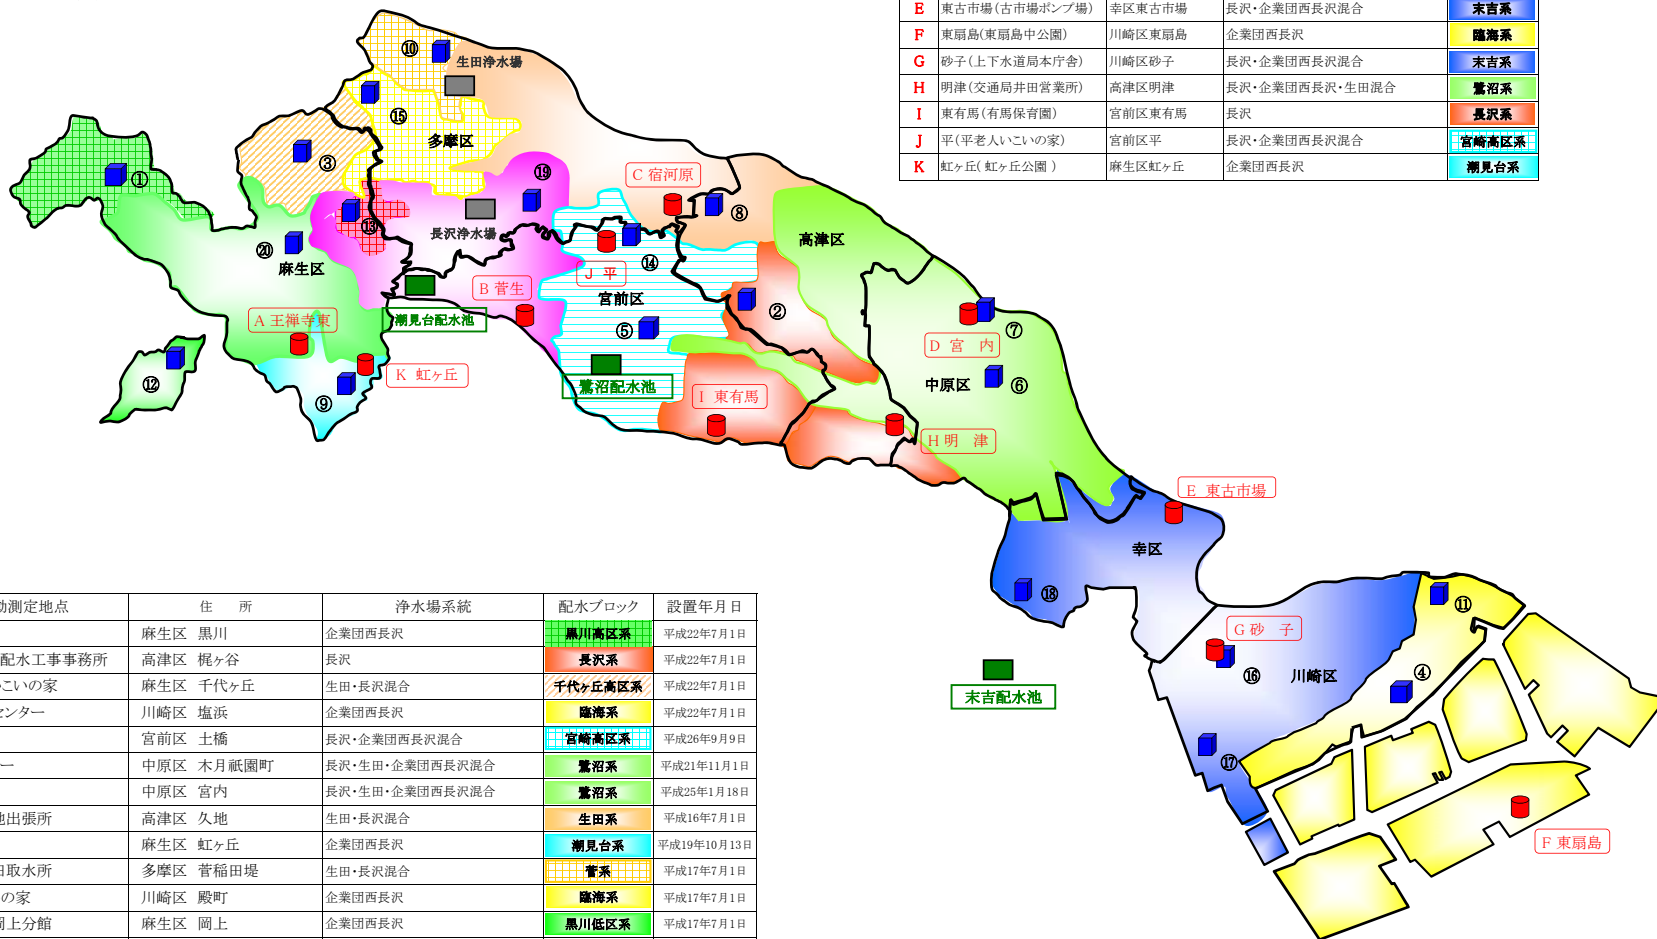 E 東古市場(古市場ポンプ場) 幸区東古市場 長沢・企業団西長沢混合 末吉系
F 東扇島(東扇島中公園) 川崎区東扇島 企業団西長沢 臨海系
G 砂子(上下水道局本庁舎) 川崎区砂子 長沢・企業団西長沢混合 末吉系
H 明津(交通局井田営業所) 高津区明津 長沢・企業団西長沢・生田混合 鷺沼系
I 東有馬(有馬保育園) 宮前区東有馬 長沢 長沢系
J 平(平老人いこいの家) 宮前区平 長沢・企業団西長沢混合 宮崎高区系
K 虹ヶ丘(虹ヶ丘公園) 麻生区虹ヶ丘 企業団西長沢 潮見台系
⑩
生田浄水場
⑮
多摩区
③
①
⑲
C 宿河原
⑧
⑬
長沢浄水場
高津区
⑳
麻生区
⑭
J 平
B 菅生
宮前区
②
A 王禅寺東
潮見台配水池
⑤
⑦
D 宮 内
K 虹ヶ丘
⑫
⑨
鷺沼配水池
中原区
⑥
I 東有馬
H 明 津
E 東古市場
幸区
⑱
⑪
G 砂 子
⑯
川崎区
④
末吉配水池
⑰
F 東扇島
動測定地点 住 所 浄水場系統 配水ブロック 設置年月日
麻生区 黒川 企業団西長沢 黒川高区系 平成22年7月1日
配水工事事務所 高津区 梶ヶ谷 長沢 長沢系 平成22年7月1日
こいの家 麻生区 千代ヶ丘 生田・長沢混合 千代ヶ丘高区系 平成22年7月1日
センター 川崎区 塩浜 企業団西長沢 臨海系 平成22年7月1日
宮前区 土橋 長沢・企業団西長沢混合 宮崎高区系 平成26年9月9日
ー 中原区 木月祗園町 長沢・生田・企業団西長沢混合 鷺沼系 平成21年11月1日
中原区 宮内 長沢・生田・企業団西長沢混合 鷺沼系 平成25年1月18日
出張所 高津区 久地 生田・長沢混合 生田系 平成16年7月1日
麻生区 虹ヶ丘 企業団西長沢 潮見台系 平成19年10月13日
取水所 多摩区 菅稲田堤 生田・長沢混合 菅系 平成17年7月1日
の家 川崎区 殿町 企業団西長沢 臨海系 平成17年7月1日
岡上分館 麻生区 岡上 企業団西長沢 黒川低区系 平成17年7月1日